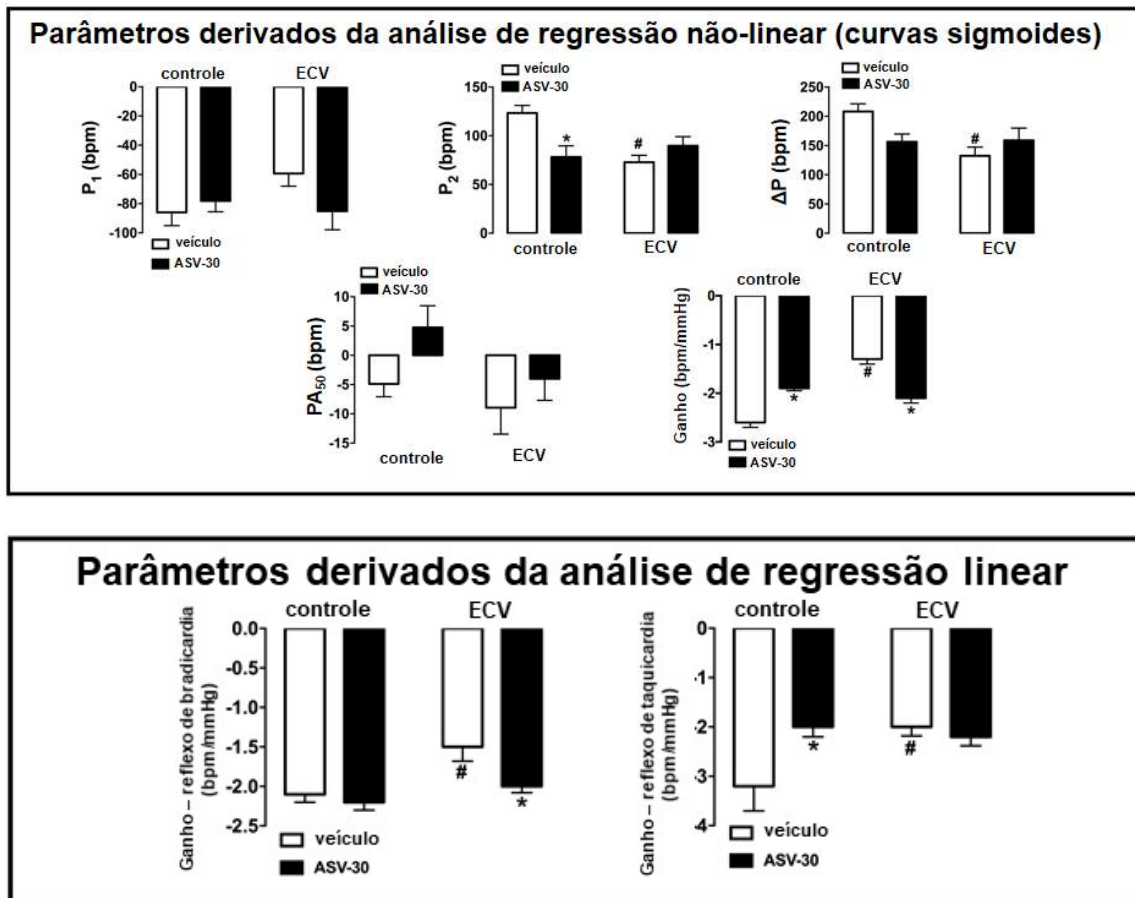 Parâmetros derivados da análise de regressão não-linear (curvas sigmoides)
controle ECV
0
-20
-40
-60
-80
-100
P1 (bpm)
veículo
ASV-30
veículo
ASV-30
150
100
50
0
P2 (bpm)
*
#
controle ECV
veículo
ASV-30
250
200
150
100
50
0
ΔP (bpm)
#
controle ECV
veículo
ASV-30
10
5
0
-5
-10
-15
PA50 (bpm)
controle ECV
controle ECV
0
-1
-2
-3
Ganho (bpm/mmHg)
*
#
*
veículo
ASV-30
Parâmetros derivados da análise de regressão linear
controle ECV
0.0
-0.5
-1.0
-1.5
-2.0
-2.5
Ganho – reflexo de bradicardia
(bpm/mmHg)
#
*
veículo
ASV-30
controle ECV
0
-1
-2
-3
-4
Ganho – reflexo de taquicardia
(bpm/mmHg)
*
#
veículo
ASV-30